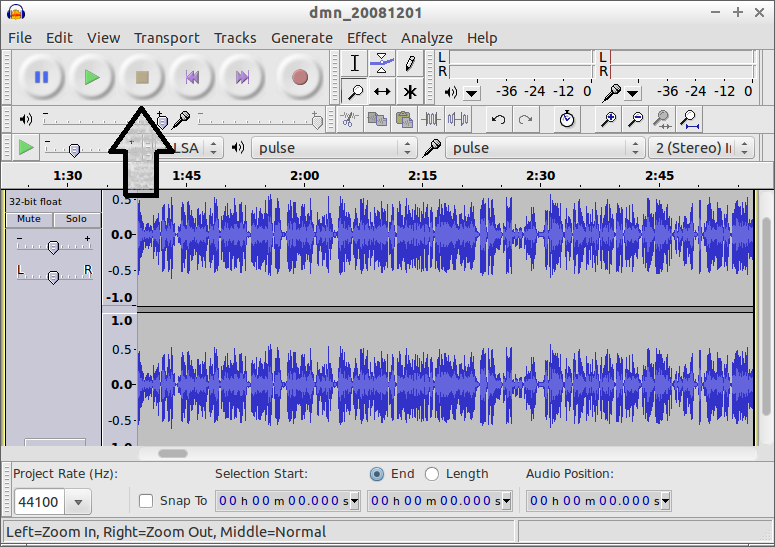 dmn_20081201
File Edit View Transport Tracks Generate Effect Analyze Help
L L
R R
-36 -24 -12 0 -36 -24 -12 0
- + - +
- + LSA pulse pulse 2 (Stereo)
1:30 1:45 2:00 2:15 2:30 2:45
32-bit float 0.5
Mute Solo
- + 0.0
L R -0.5
-1.0
1.0
0.5
0.0
-0.5
-1.0
Project Rate (Hz): Selection Start: End Length Audio Position:
44100 Snap To 00 h 00 m 00.000 s 00 h 00 m 00.000 s 00 h 00 m 00.000 s
Left=Zoom In, Right=Zoom Out, Middle=Normal